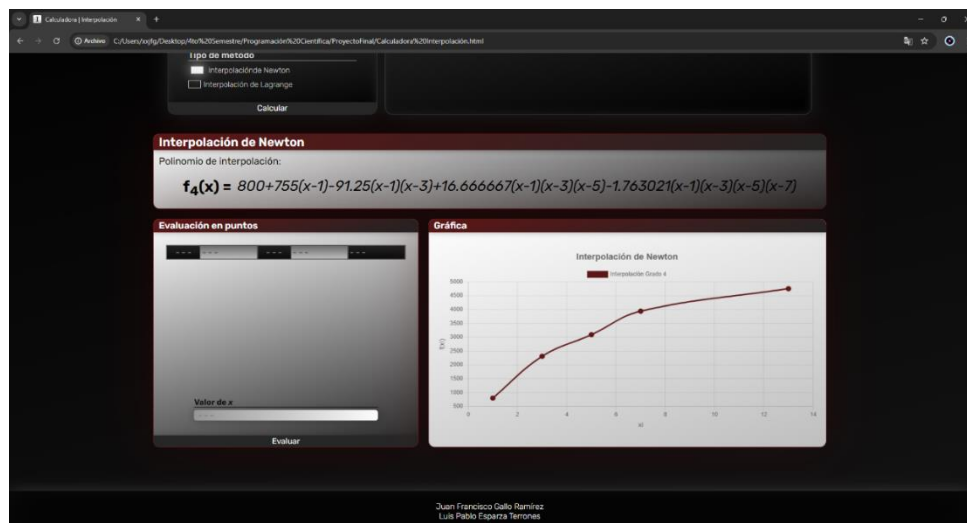 Calculadora | Interpolación
Archivo C:/Users/xxjfg/Desktop/4to%20Semestre/Programación%20Científica/ProyectoFinal/Calculadora%20Interpolación.html
Tipo de método
Interpolaciónde Newton
Interpolación de Lagrange
Calcular
Interpolación de Newton
Polinomio de interpolación:
f₄(x) = 800+755(x-1)-91.25(x-1)(x-3)+16.666667(x-1)(x-3)(x-5)-1.763021(x-1)(x-3)(x-5)(x-7)
Evaluación en puntos
--- --- --- --- ---
Valor de x
---
Evaluar
Gráfica
Interpolación de Newton
Interpolación Grado 4
5000
4500
4000
3500
3000
2500
2000
1500
1000
500
f(xi)
0 2 4 6 8 10 12 14
xi
Juan Francisco Gallo Ramírez
Luis Pablo Esparza Terrones